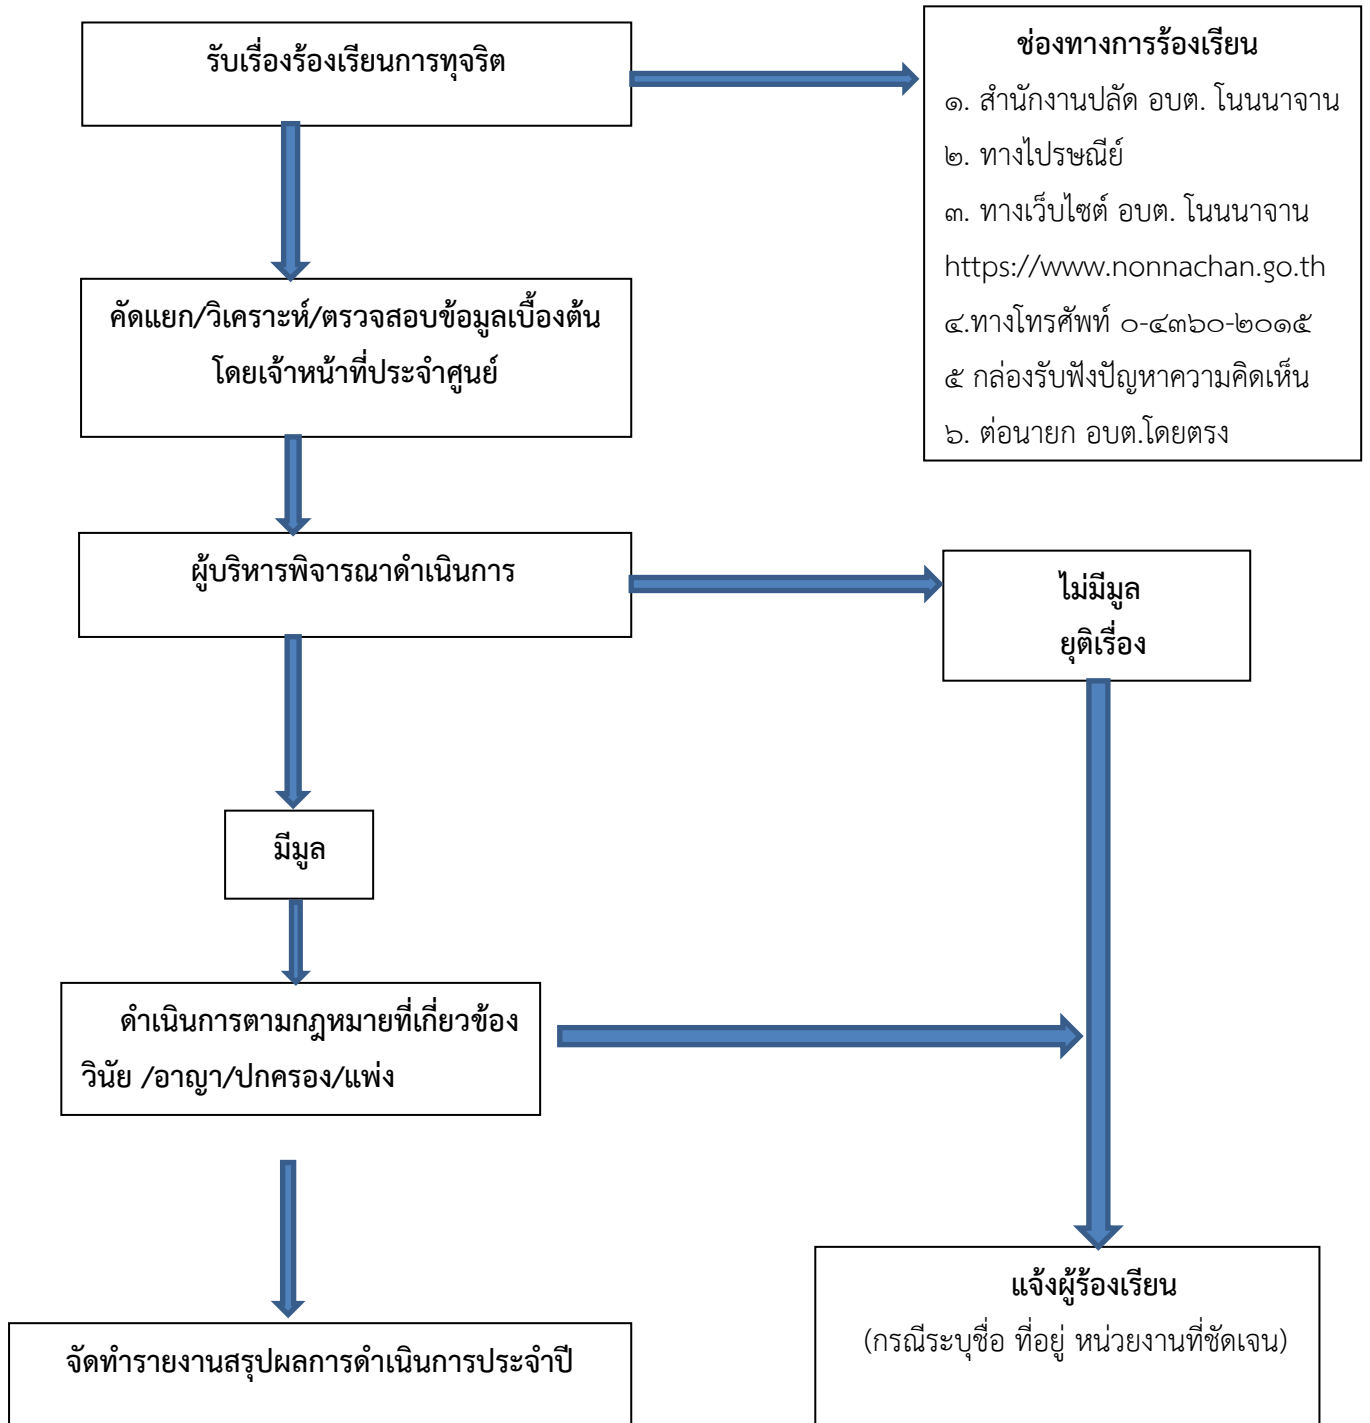 รับเรื่องร้องเรียนการทุจริต
ช่องทางการร้องเรียน
๑. สำนักงานปลัด อบต. โนนนาจาน
๒. ทางไปรษณีย์
๓. ทางเว็บไซต์ อบต. โนนนาจาน
https://www.nonnachan.go.th
๔.ทางโทรศัพท์ ๐-๔๓๖๐-๒๐๑๕
๕ กล่องรับฟังปัญหาความคิดเห็น
๖. ต่อนายก อบต.โดยตรง
คัดแยก/วิเคราะห์/ตรวจสอบข้อมูลเบื้องต้น
โดยเจ้าหน้าที่ประจำศูนย์
ผู้บริหารพิจารณาดำเนินการ
ไม่มีมูล
ยุติเรื่อง
มีมูล
ดำเนินการตามกฎหมายที่เกี่ยวข้อง
วินัย /อาญา/ปกครอง/แพ่ง
แจ้งผู้ร้องเรียน
(กรณีระบุชื่อ ที่อยู่ หน่วยงานที่ชัดเจน)
จัดทำรายงานสรุปผลการดำเนินการประจำปี